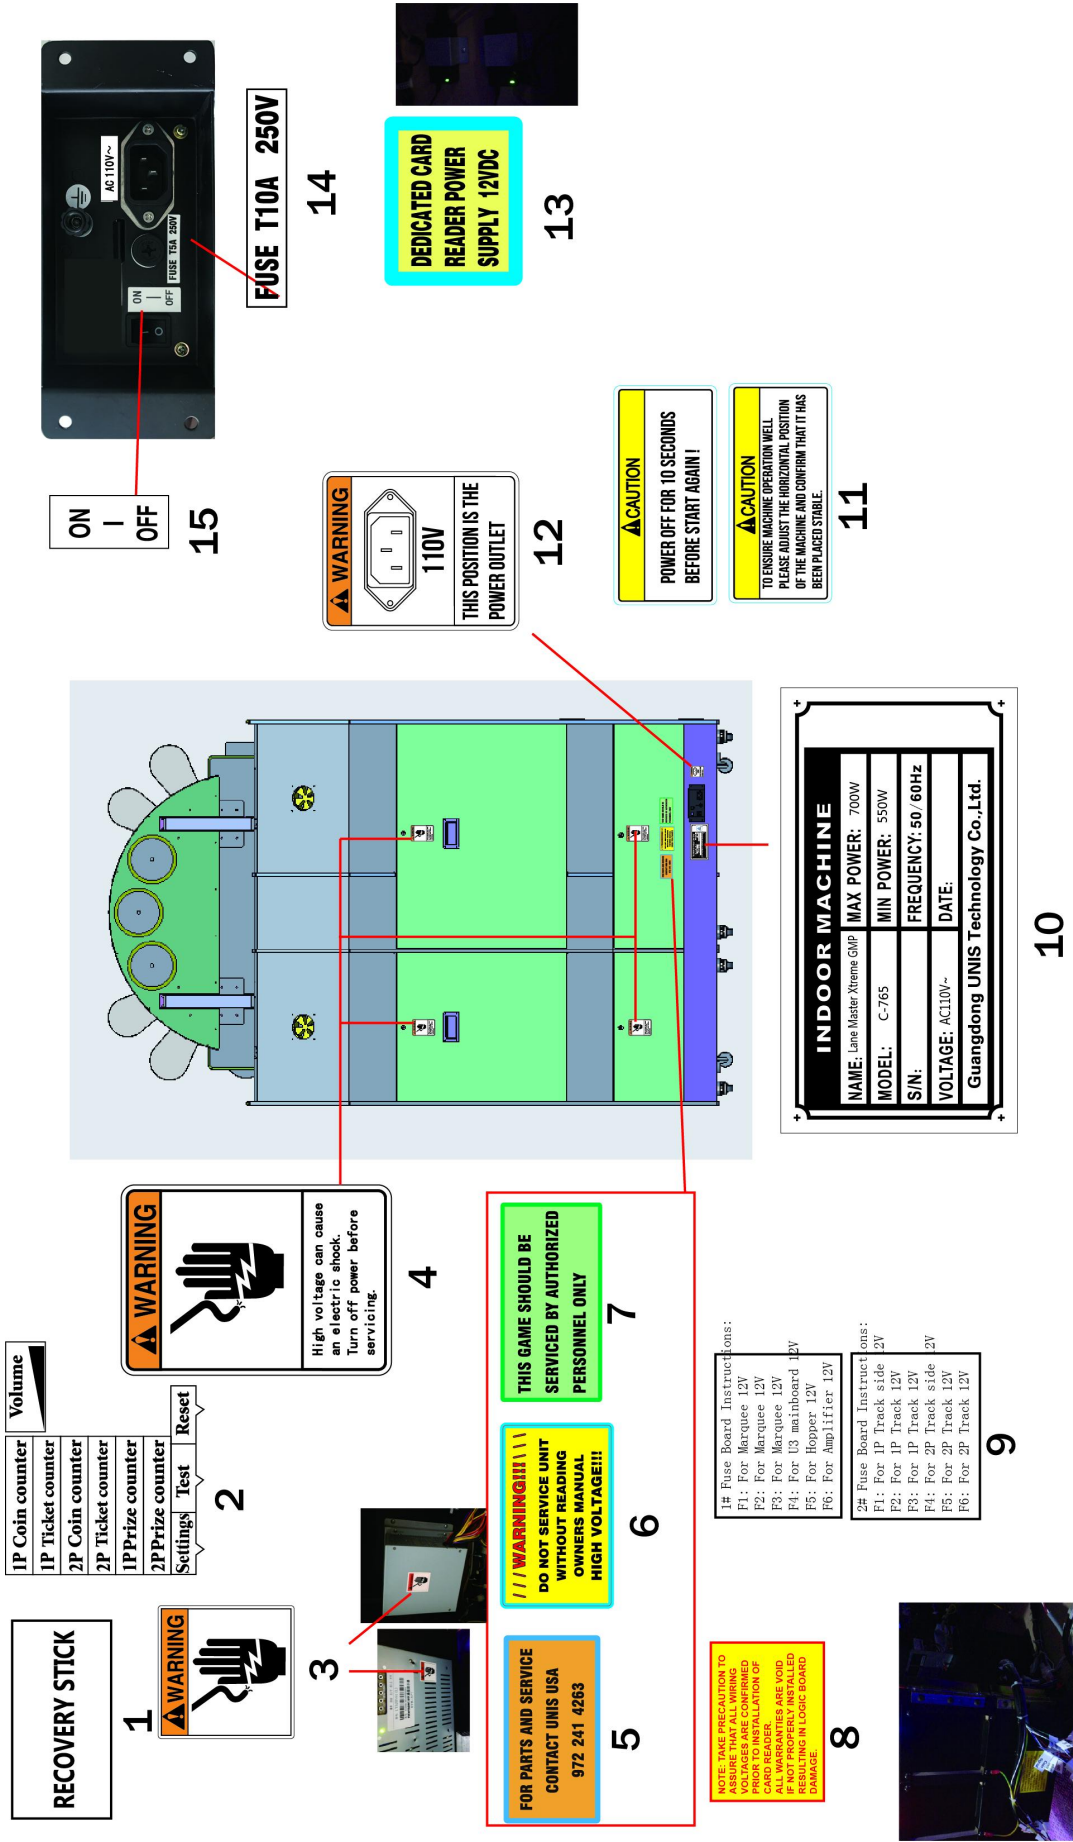 RECOVERY STICK
1
1P Coin counter
1P Ticket counter
2P Coin counter
2P Ticket counter
1PPrize counter
2PPrize counter
Settings Test Reset
Volume
2
WARNING
3
WARNING
High voltage can cause
an electric shock.
Turn off power before
servicing.
4
FOR PARTS AND SERVICE
CONTACT UNIS USA
972 241 4263
5
///WARNING!!!\\\
DO NOT SERVICE UNIT
WITHOUT READING
OWNERS MANUAL
HIGH VOLTAGE!!!
6
THIS GAME SHOULD BE
SERVICED BY AUTHORIZED
PERSONNEL ONLY
7
NOTE: TAKE PRECAUTION TO
ASSURE THAT ALL WIRING
VOLTAGES ARE CONFIRMED
PRIOR TO INSTALLATION OF
CARD READER.
ALL WARRANTIES ARE VOID
IF NOT PROPERLY INSTALLED
RESULTING IN LOGIC BOARD
DAMAGE.
8
1# Fuse Board Instructions:
F1: For Marquee 12V
F2: For Marquee 12V
F3: For Marquee 12V
F4: For U3 mainboard 12V
F5: For Hopper 12V
F6: For Amplifier 12V
2# Fuse Board Instructions:
F1: For 1P Track side 12V
F2: For 1P Track 12V
F3: For 1P Track 12V
F4: For 2P Track side 12V
F5: For 2P Track 12V
F6: For 2P Track 12V
9
INDOOR MACHINE
NAME: Lane Master Xtreme GMP MAX POWER: 700W
MODEL: C-765 MIN POWER: 550W
S/N: FREQUENCY: 50/60Hz
VOLTAGE: AC110V~ DATE:
Guangdong UNIS Technology Co.,Ltd.
10
CAUTION
POWER OFF FOR 10 SECONDS
BEFORE START AGAIN!
CAUTION
TO ENSURE MACHINE OPERATION WELL
PLEASE ADJUST THE HORIZONTAL POSITION
OF THE MACHINE AND CONFIRM THAT IT HAS
BEEN PLACED STABLE.
11
WARNING
110V
THIS POSITION IS THE
POWER OUTLET
12
DEDICATED CARD
READER POWER
SUPPLY 12VDC
13
AC 110V~
FUSE T5A 250V
ON
OFF
FUSE T10A 250V
14
ON
OFF
15